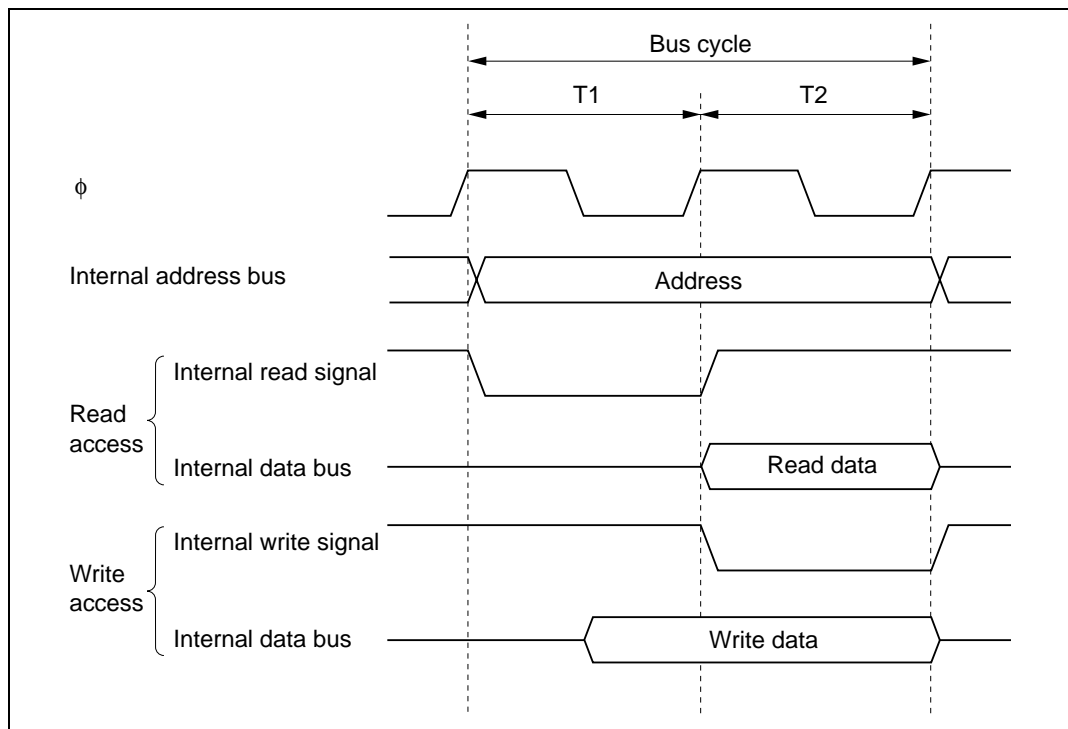 Bus cycle
T1
T2
ϕ
Internal address bus
Address
Read
access
Internal read signal
Internal data bus
Read data
Write
access
Internal write signal
Internal data bus
Write data